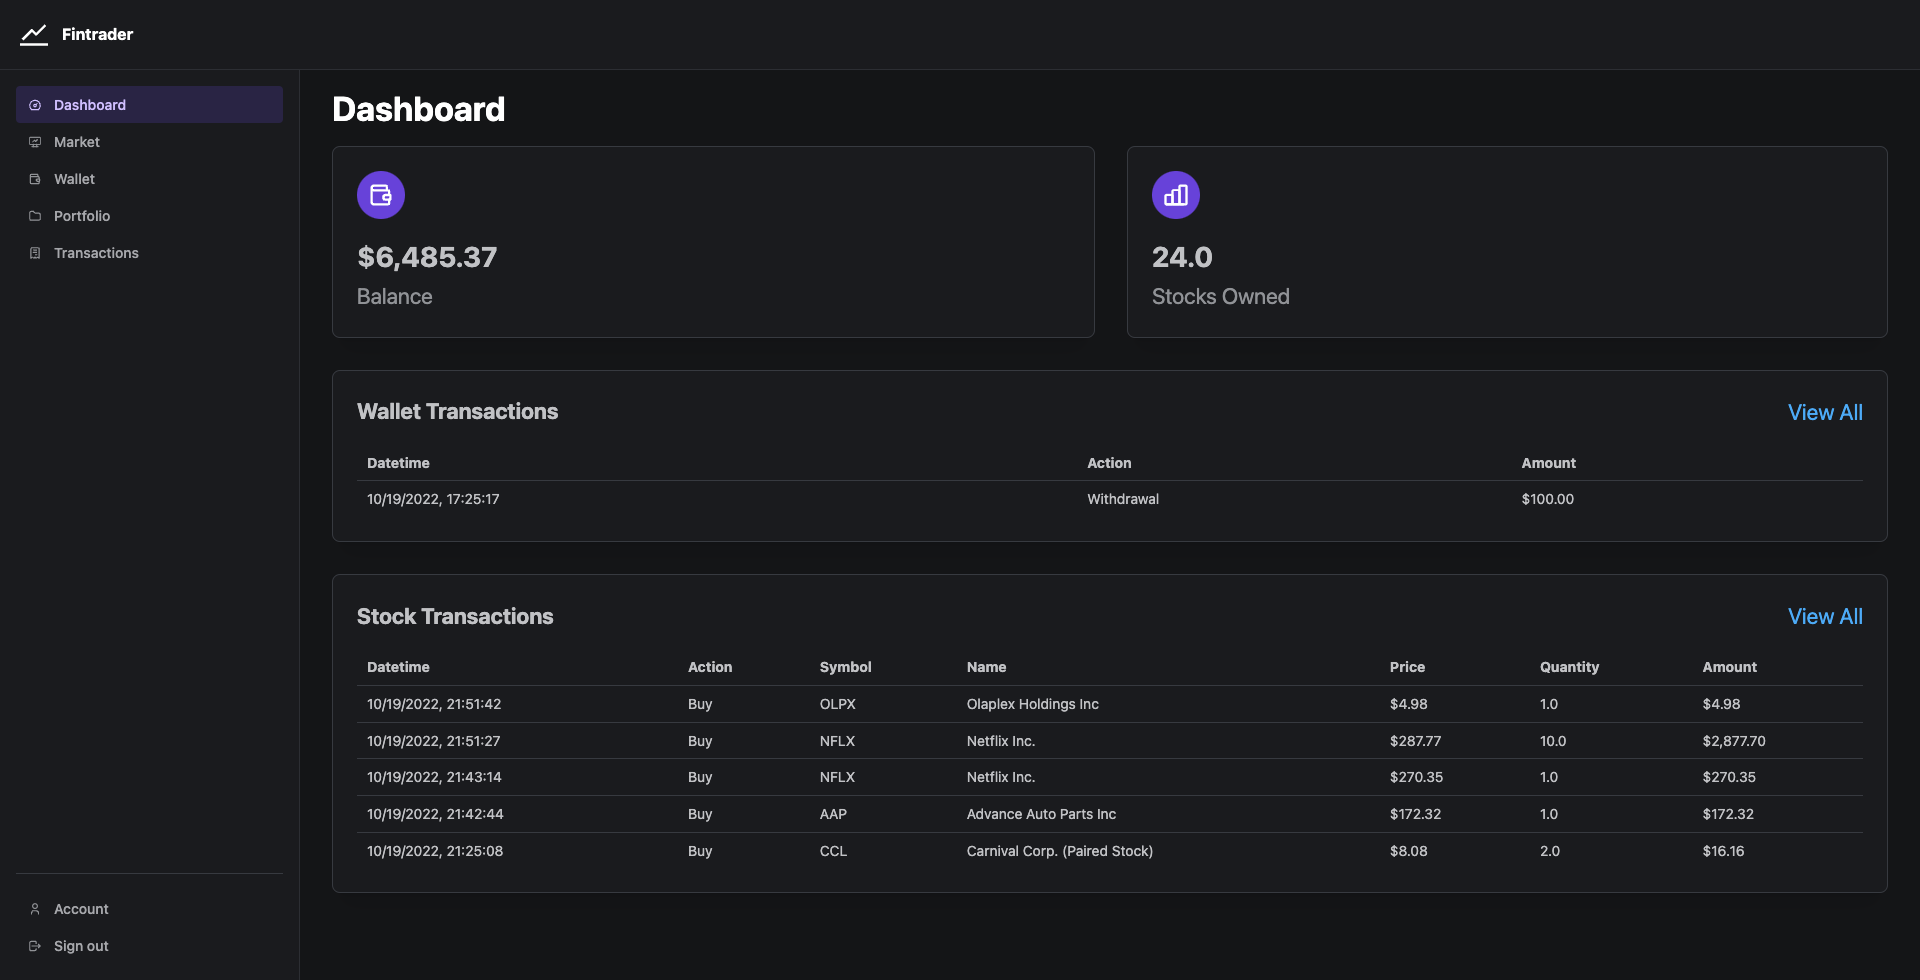 Fintrader
Dashboard
Market
Wallet
Portfolio
Transactions
Account
Sign out
Dashboard
$6,485.37
Balance
24.0
Stocks Owned
Wallet Transactions View All
Datetime Action Amount
10/19/2022, 17:25:17 Withdrawal $100.00
Stock Transactions View All
Datetime Action Symbol Name Price Quantity Amount
10/19/2022, 21:51:42 Buy OLPX Olaplex Holdings Inc $4.98 1.0 $4.98
10/19/2022, 21:51:27 Buy NFLX Netflix Inc. $287.77 10.0 $2,877.70
10/19/2022, 21:43:14 Buy NFLX Netflix Inc. $270.35 1.0 $270.35
10/19/2022, 21:42:44 Buy AAP Advance Auto Parts Inc $172.32 1.0 $172.32
10/19/2022, 21:25:08 Buy CCL Carnival Corp. (Paired Stock) $8.08 2.0 $16.16